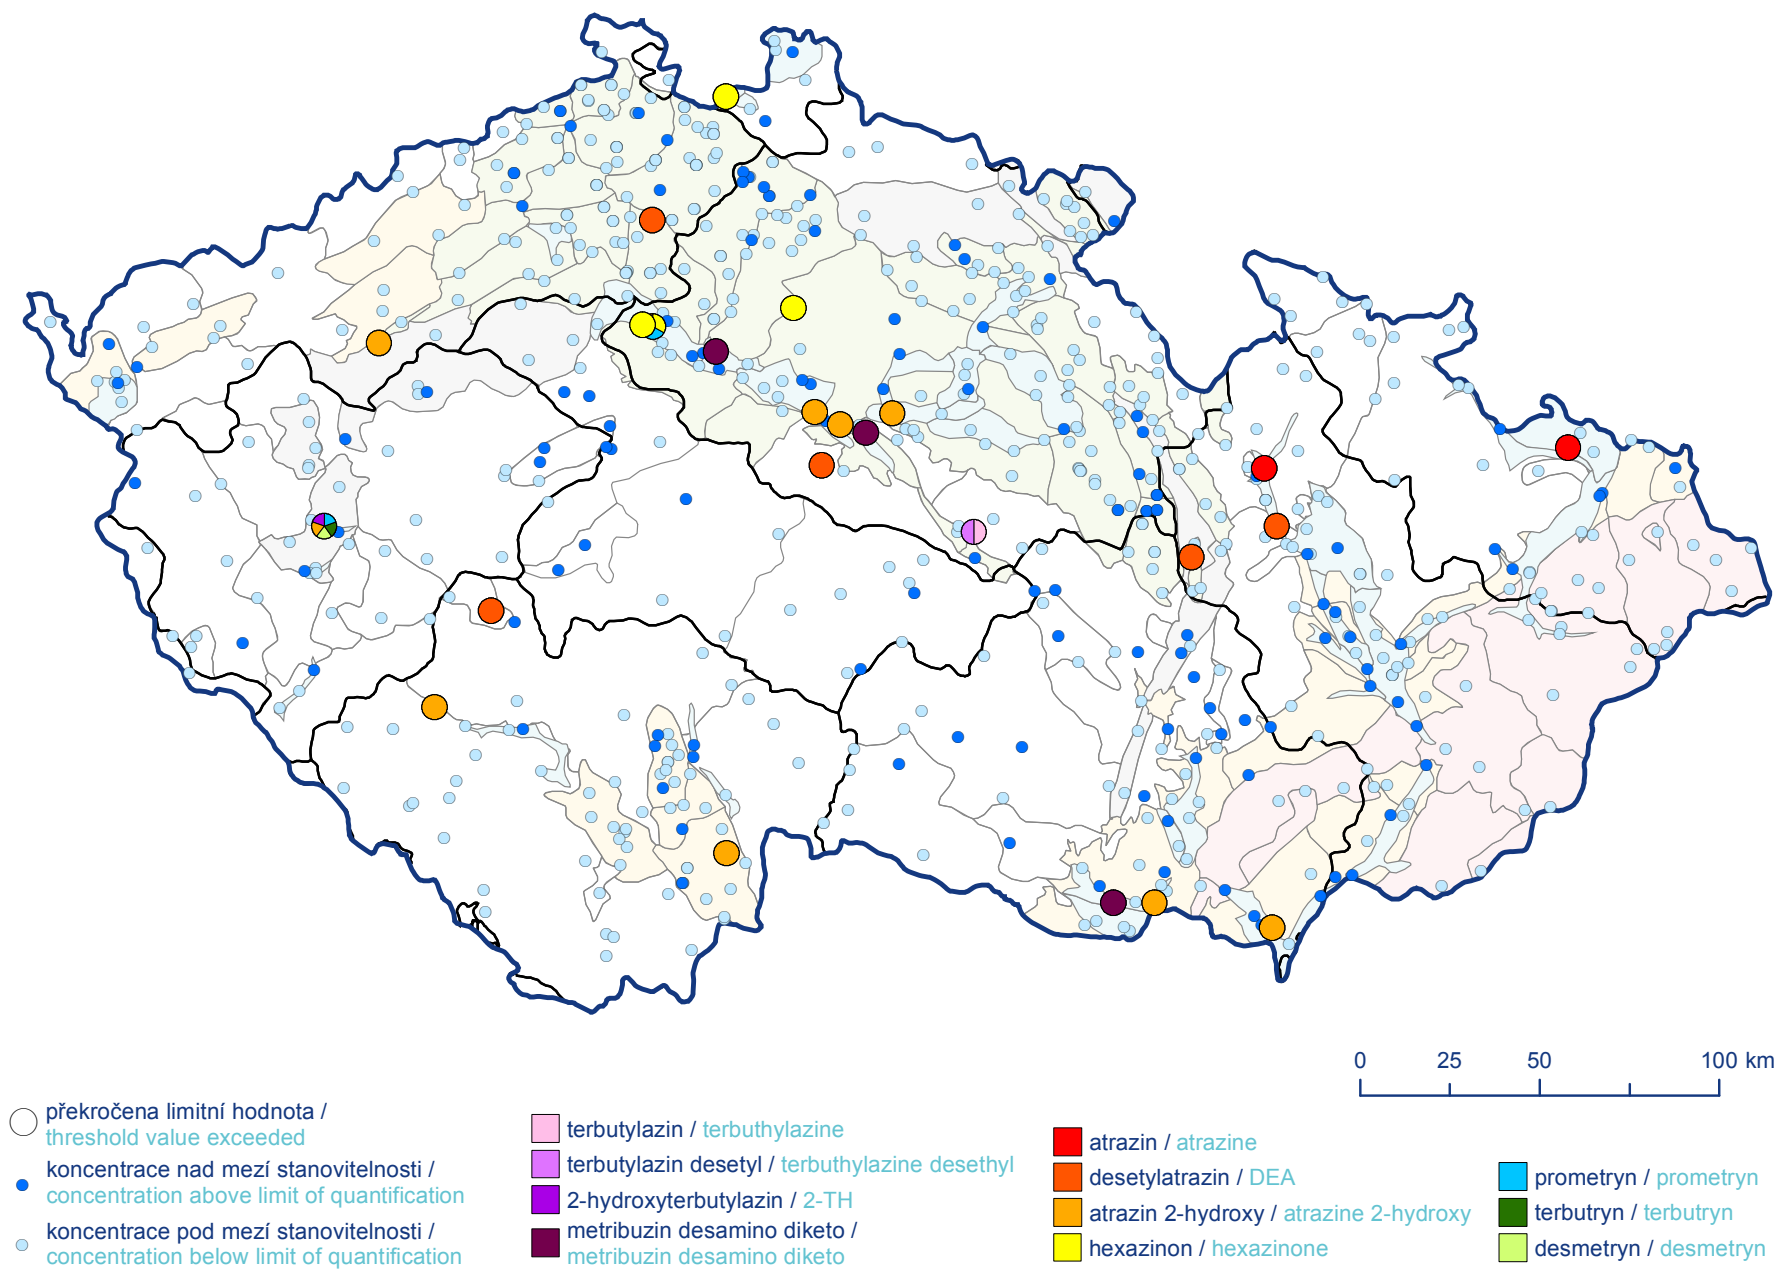 0 25 50 100 km
překročena limitní hodnota /
threshold value exceeded
koncentrace nad mezí stanovitelnosti /
concentration above limit of quantification
koncentrace pod mezí stanovitelnosti /
concentration below limit of quantification
terbutylazin / terbuthylazine
terbutylazin desetyl / terbuthylazine desethyl
2-hydroxyterbutylazin / 2-TH
metribuzin desamino diketo /
metribuzin desamino diketo
atrazin / atrazine
desetylatrazin / DEA
atrazin 2-hydroxy / atrazine 2-hydroxy
hexazinon / hexazinone
prometryn / prometryn
terbutryn / terbutryn
desmetryn / desmetryn